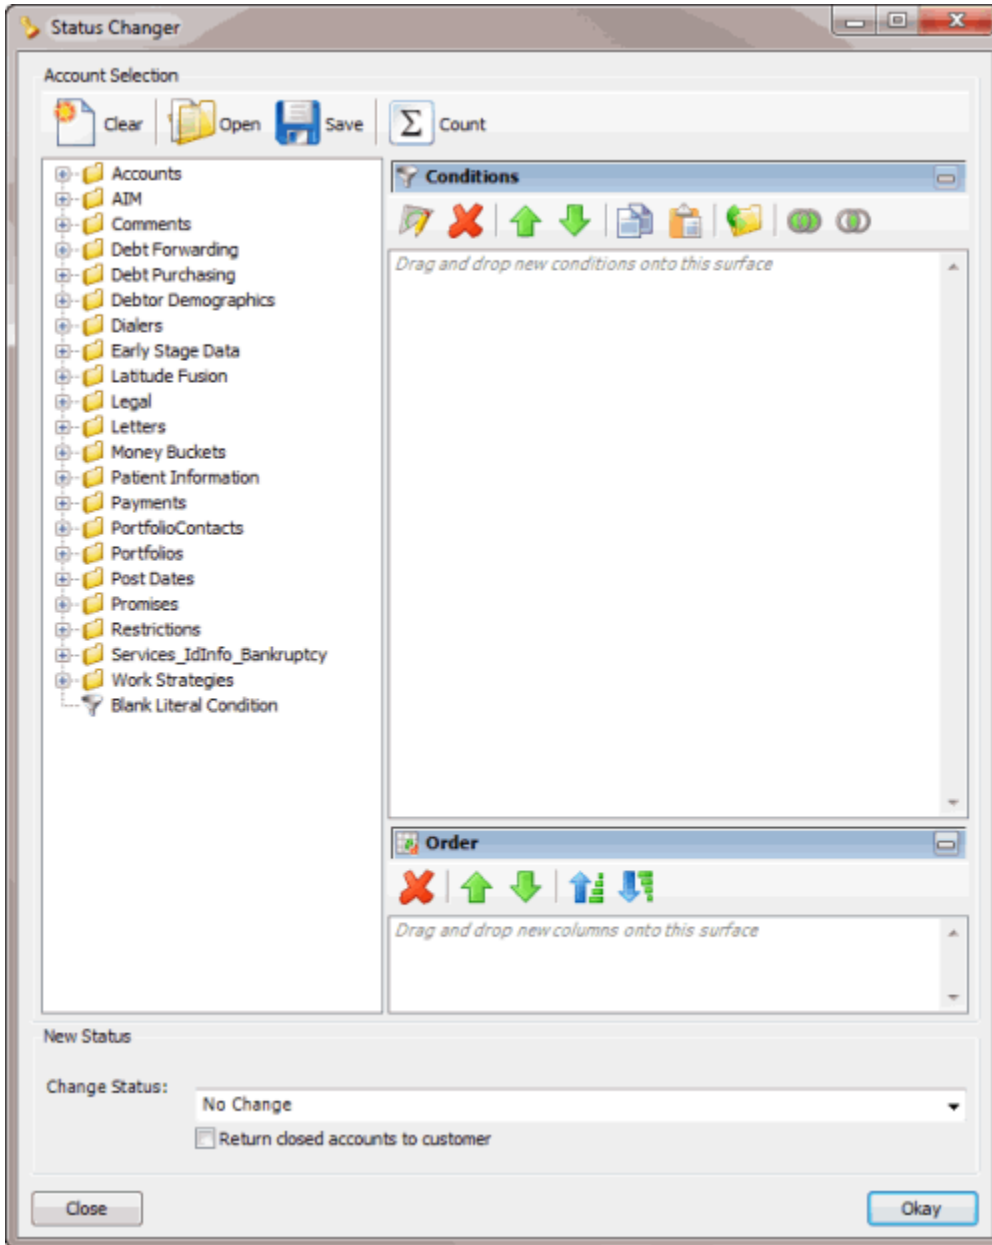 Status Changer
Account Selection
Clear Open Save Σ Count
Accounts
AIM
Comments
Debt Forwarding
Debt Purchasing
Debtor Demographics
Dialers
Early Stage Data
Latitude Fusion
Legal
Letters
Money Buckets
Patient Information
Payments
PortfolioContacts
Portfolios
Post Dates
Promises
Restrictions
Services_IdInfo_Bankruptcy
Work Strategies
Blank Literal Condition
Conditions
Drag and drop new conditions onto this surface
Order
Drag and drop new columns onto this surface
New Status
Change Status:
No Change
Return closed accounts to customer
Close
Okay